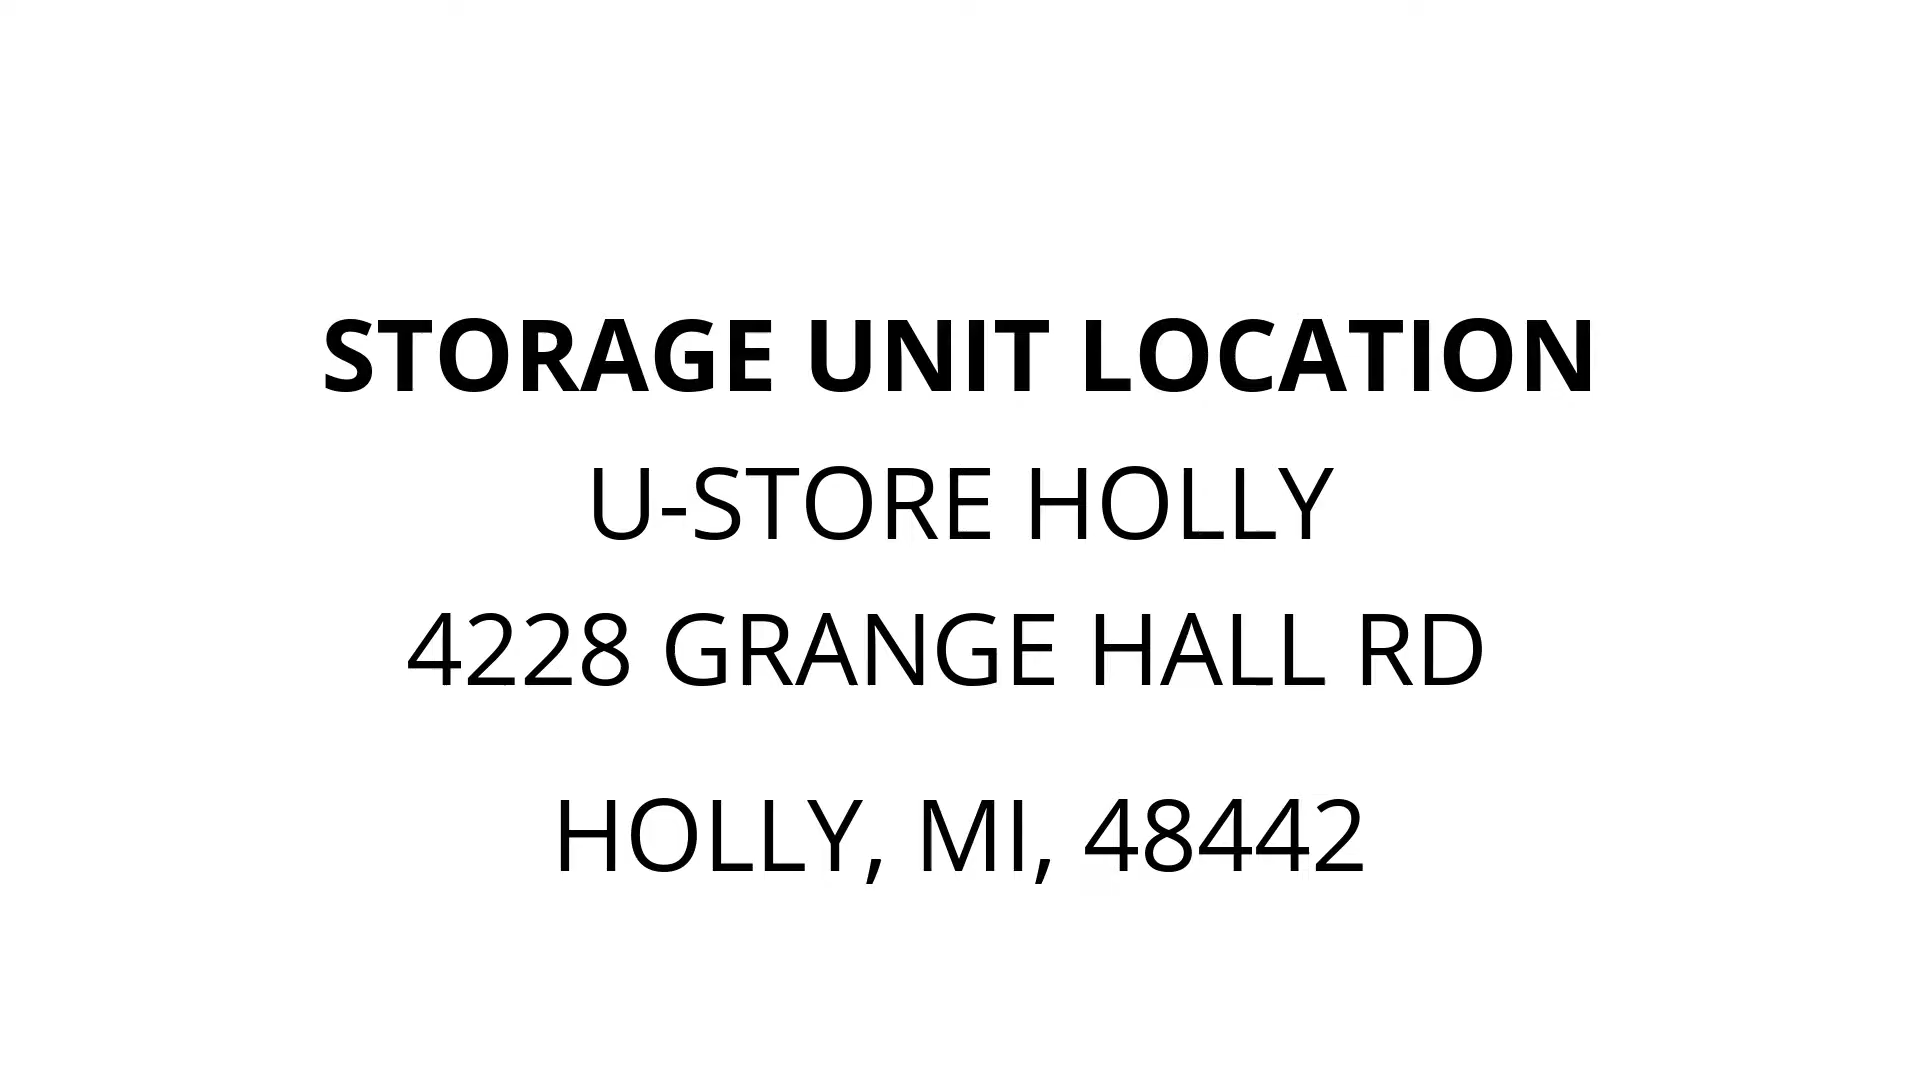 STORAGE UNIT LOCATION
U-STORE HOLLY
4228 GRANGE HALL RD
HOLLY, MI, 48442